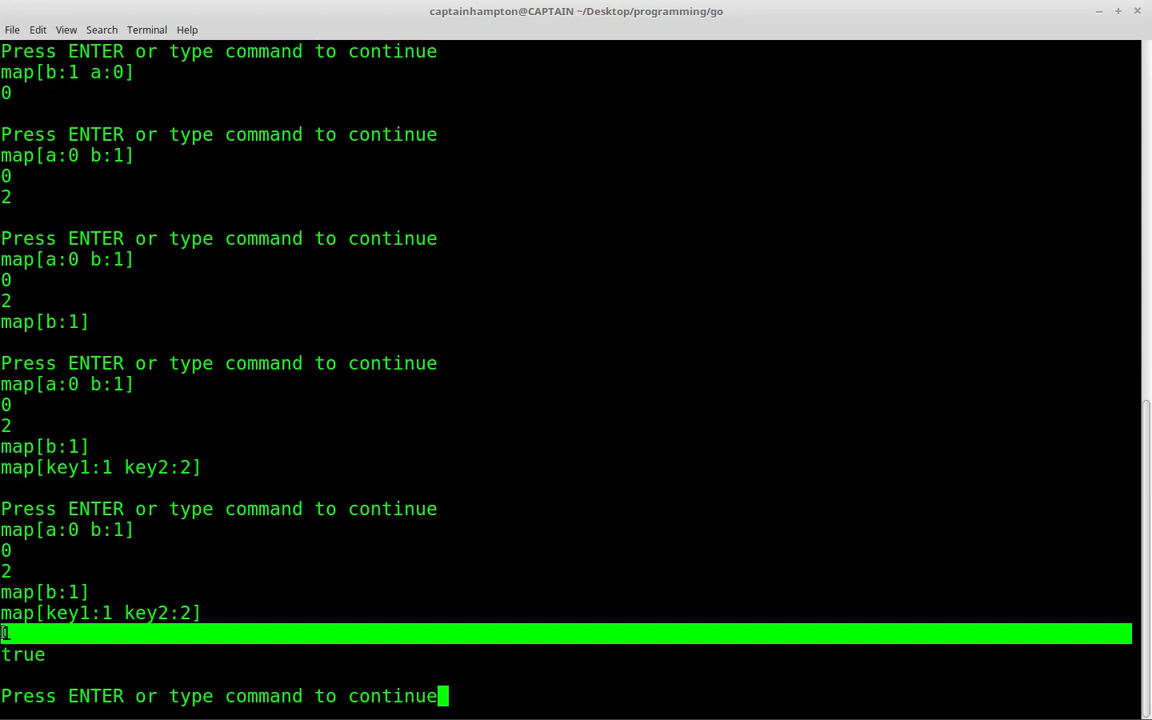 captainhampton@CAPTAIN ~/Desktop/programming/go
File Edit View Search Terminal Help
Press ENTER or type command to continue
map[b:1 a:0]
0
Press ENTER or type command to continue
map[a:0 b:1]
0
2
Press ENTER or type command to continue
map[a:0 b:1]
0
2
map[b:1]
Press ENTER or type command to continue
map[a:0 b:1]
0
2
map[b:1]
map[key1:1 key2:2]
Press ENTER or type command to continue
map[a:0 b:1]
0
2
map[b:1]
map[key1:1 key2:2]
1
true
Press ENTER or type command to continue